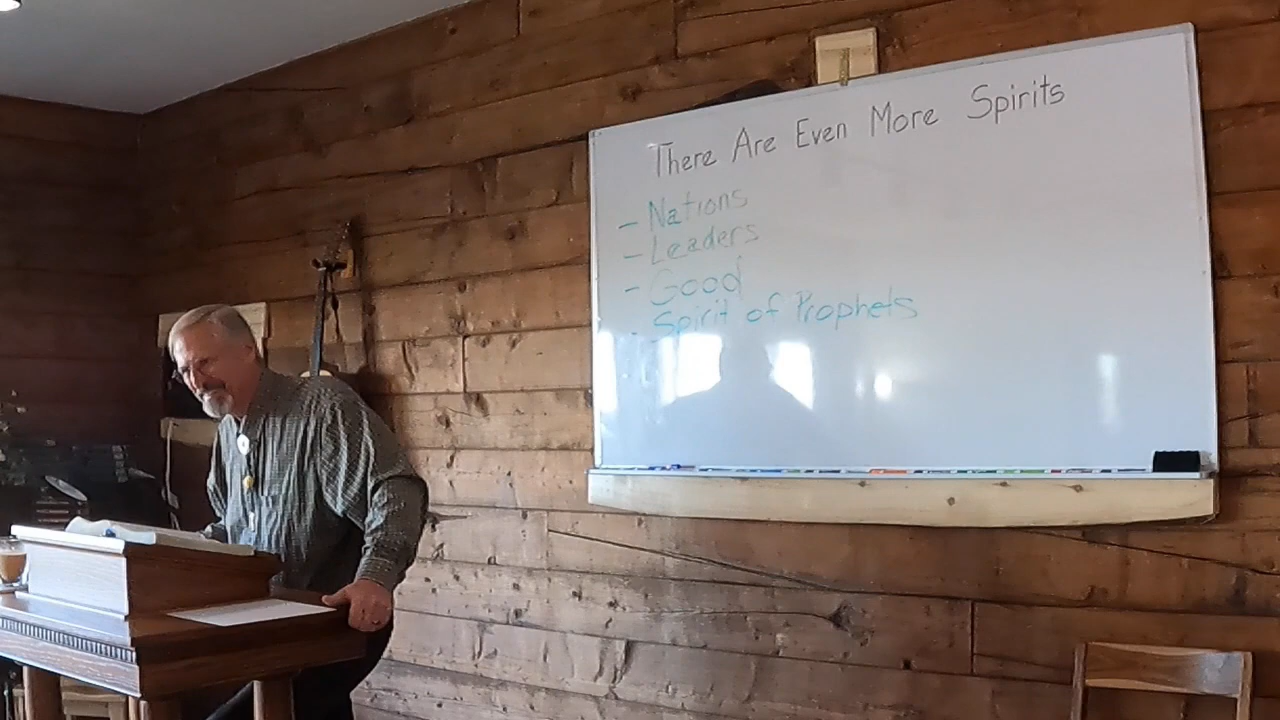 There Are Even More Spirits
- Nations
- Leaders
- Good
- Spirit of Prophets